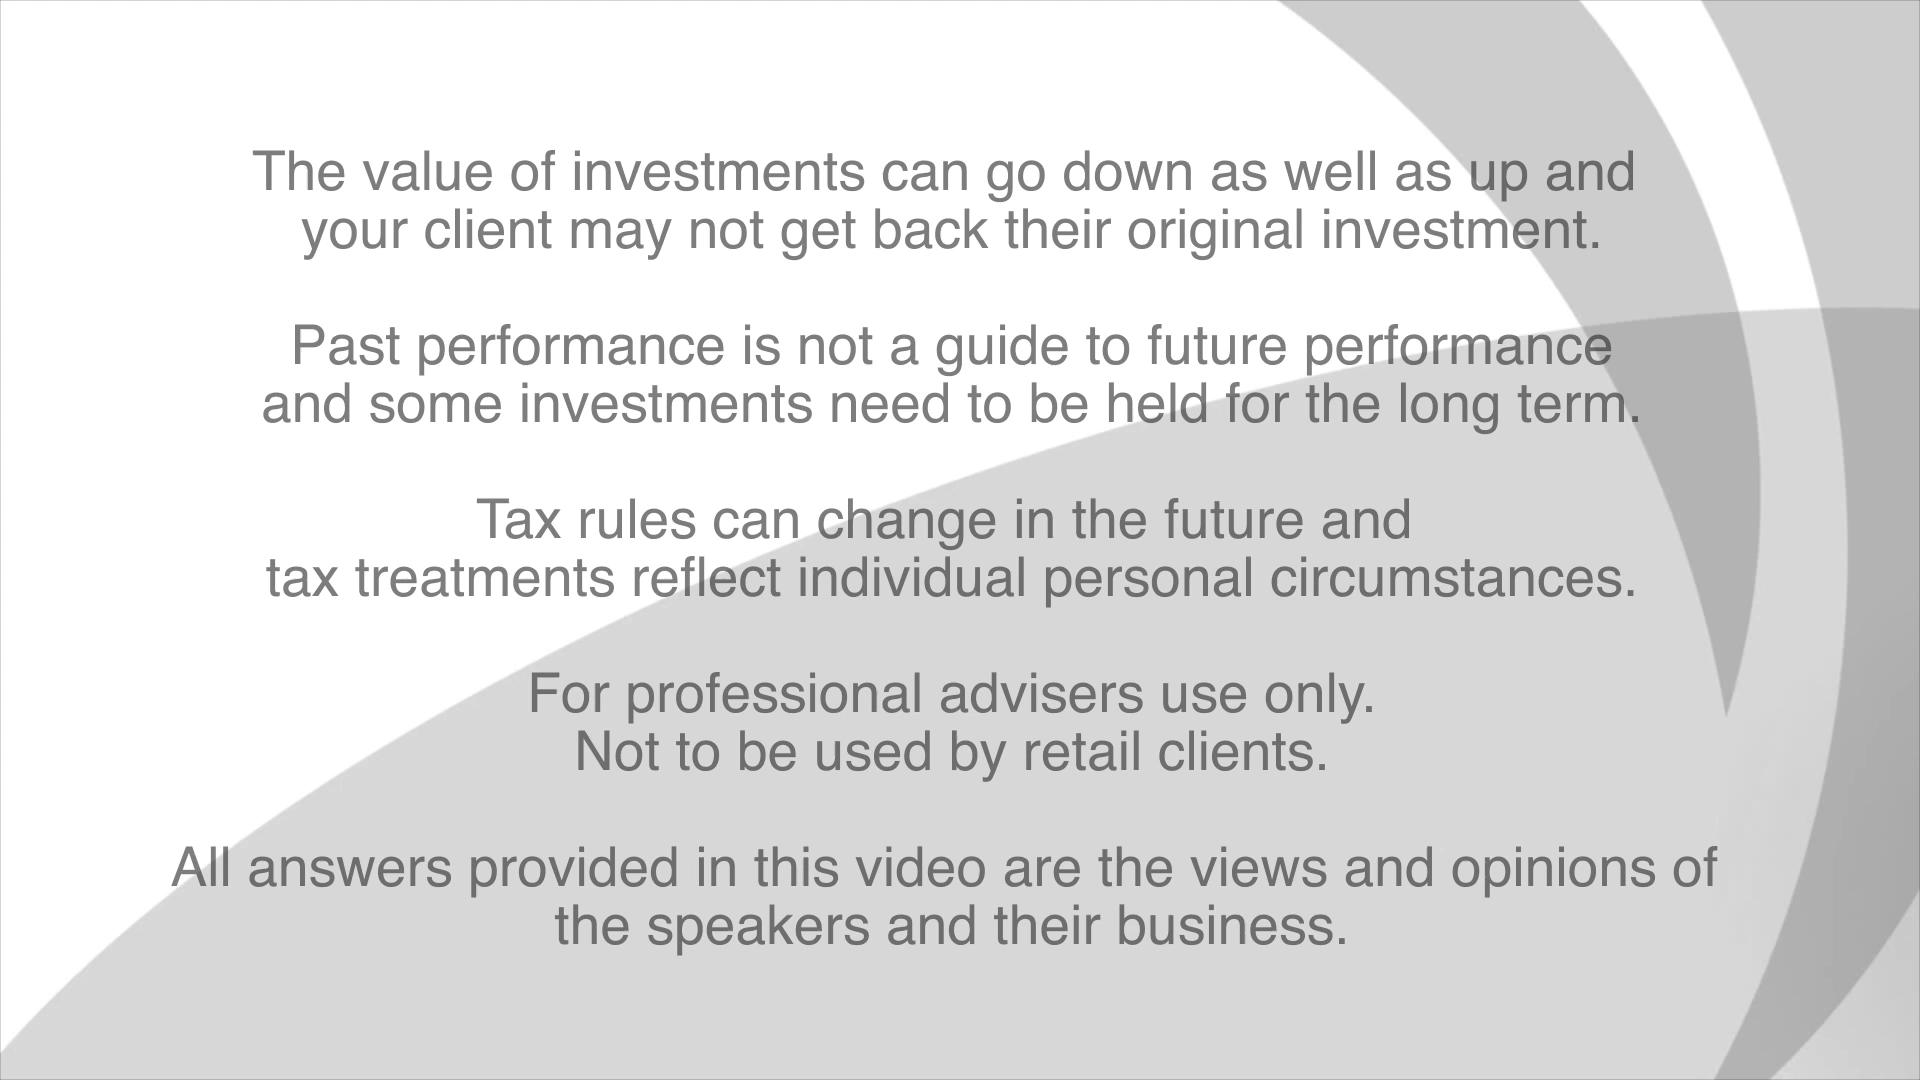 The value of investments can go down as well as up and
your client may not get back their original investment.
Past performance is not a guide to future performance
and some investments need to be held for the long term.
Tax rules can change in the future and
tax treatments reflect individual personal circumstances.
For professional advisers use only.
Not to be used by retail clients.
All answers provided in this video are the views and opinions of
the speakers and their business.